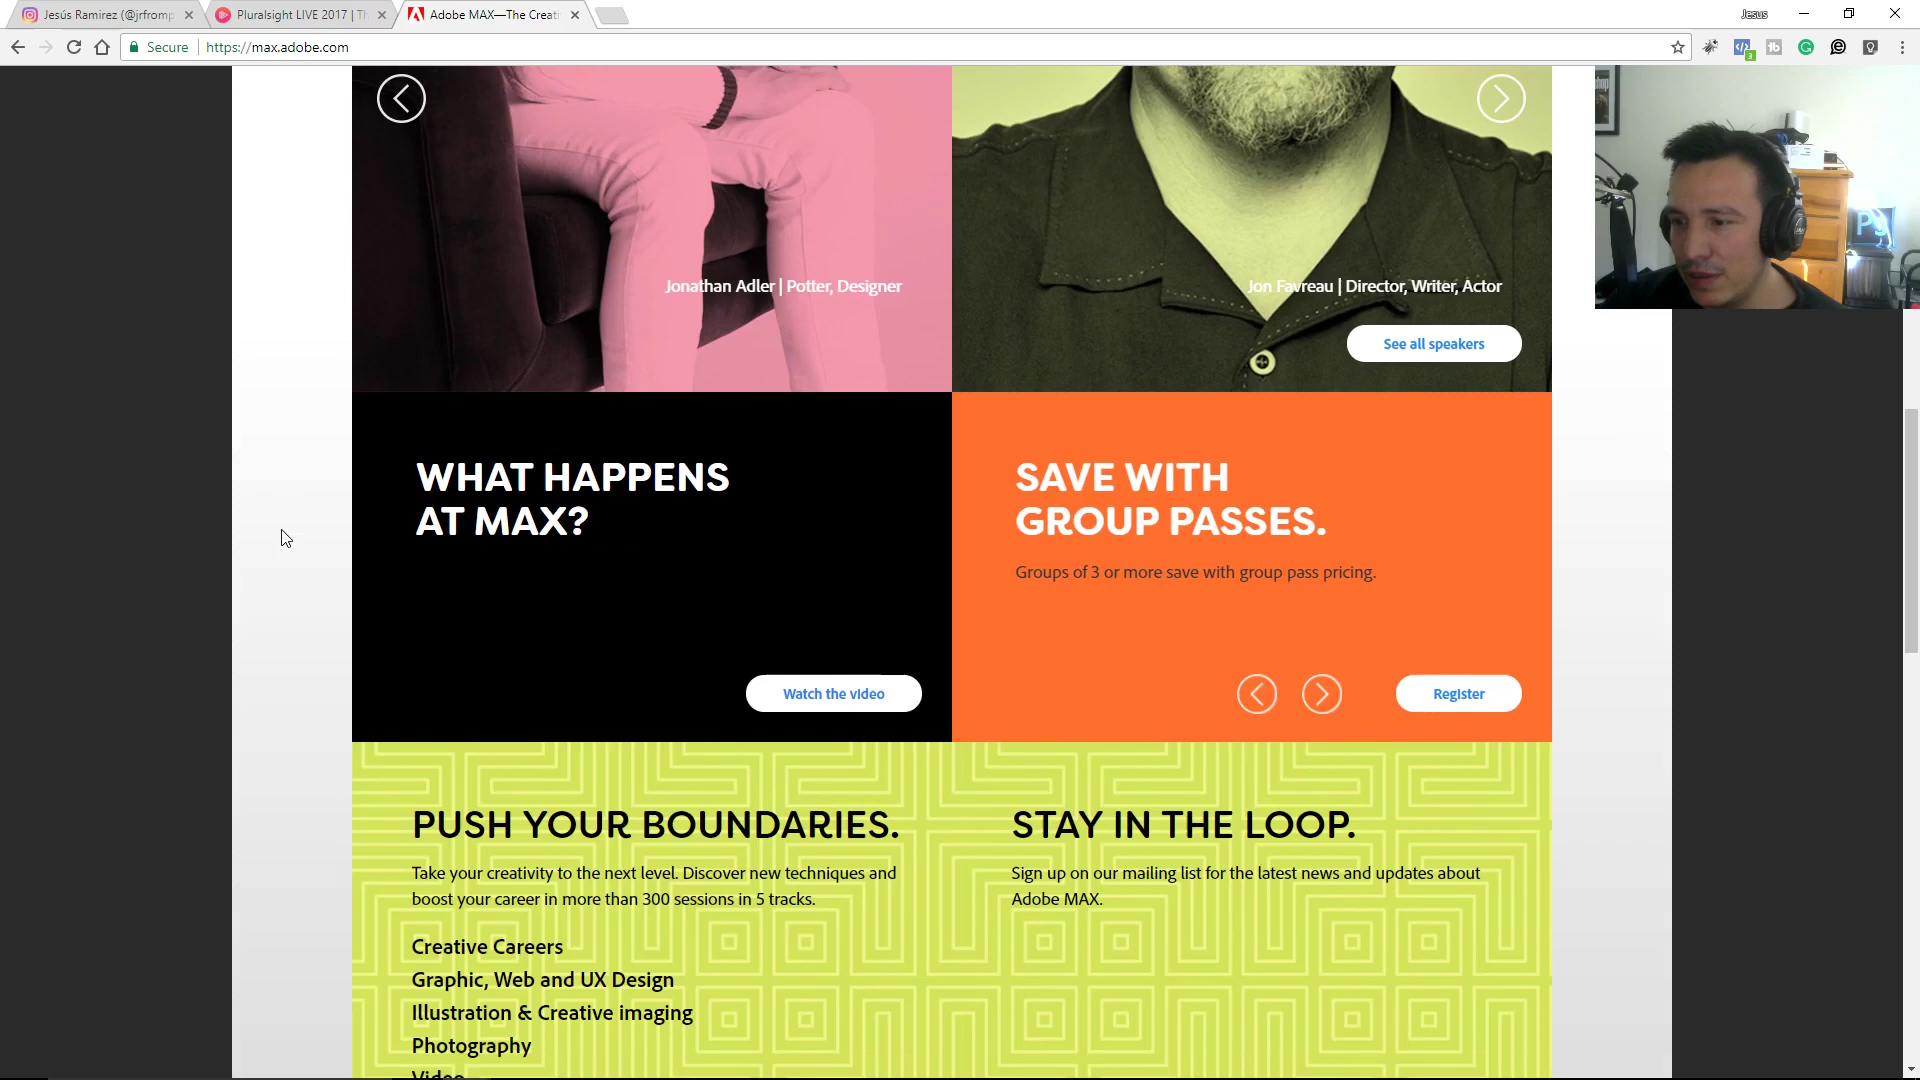 Jesús Ramirez (@jrfromp
Pluralsight LIVE 2017 | Th
Adobe MAX—The Creati
Jesus
Secure
https://max.adobe.com
Jonathan Adler | Potter, Designer
Jon Favreau | Director, Writer, Actor
See all speakers
WHAT HAPPENS
AT MAX?
Watch the video
SAVE WITH
GROUP PASSES.
Groups of 3 or more save with group pass pricing.
Register
PUSH YOUR BOUNDARIES.
Take your creativity to the next level. Discover new techniques and
boost your career in more than 300 sessions in 5 tracks.
Creative Careers
Graphic, Web and UX Design
Illustration & Creative imaging
Photography
Video
STAY IN THE LOOP.
Sign up on our mailing list for the latest news and updates about
Adobe MAX.
Ps